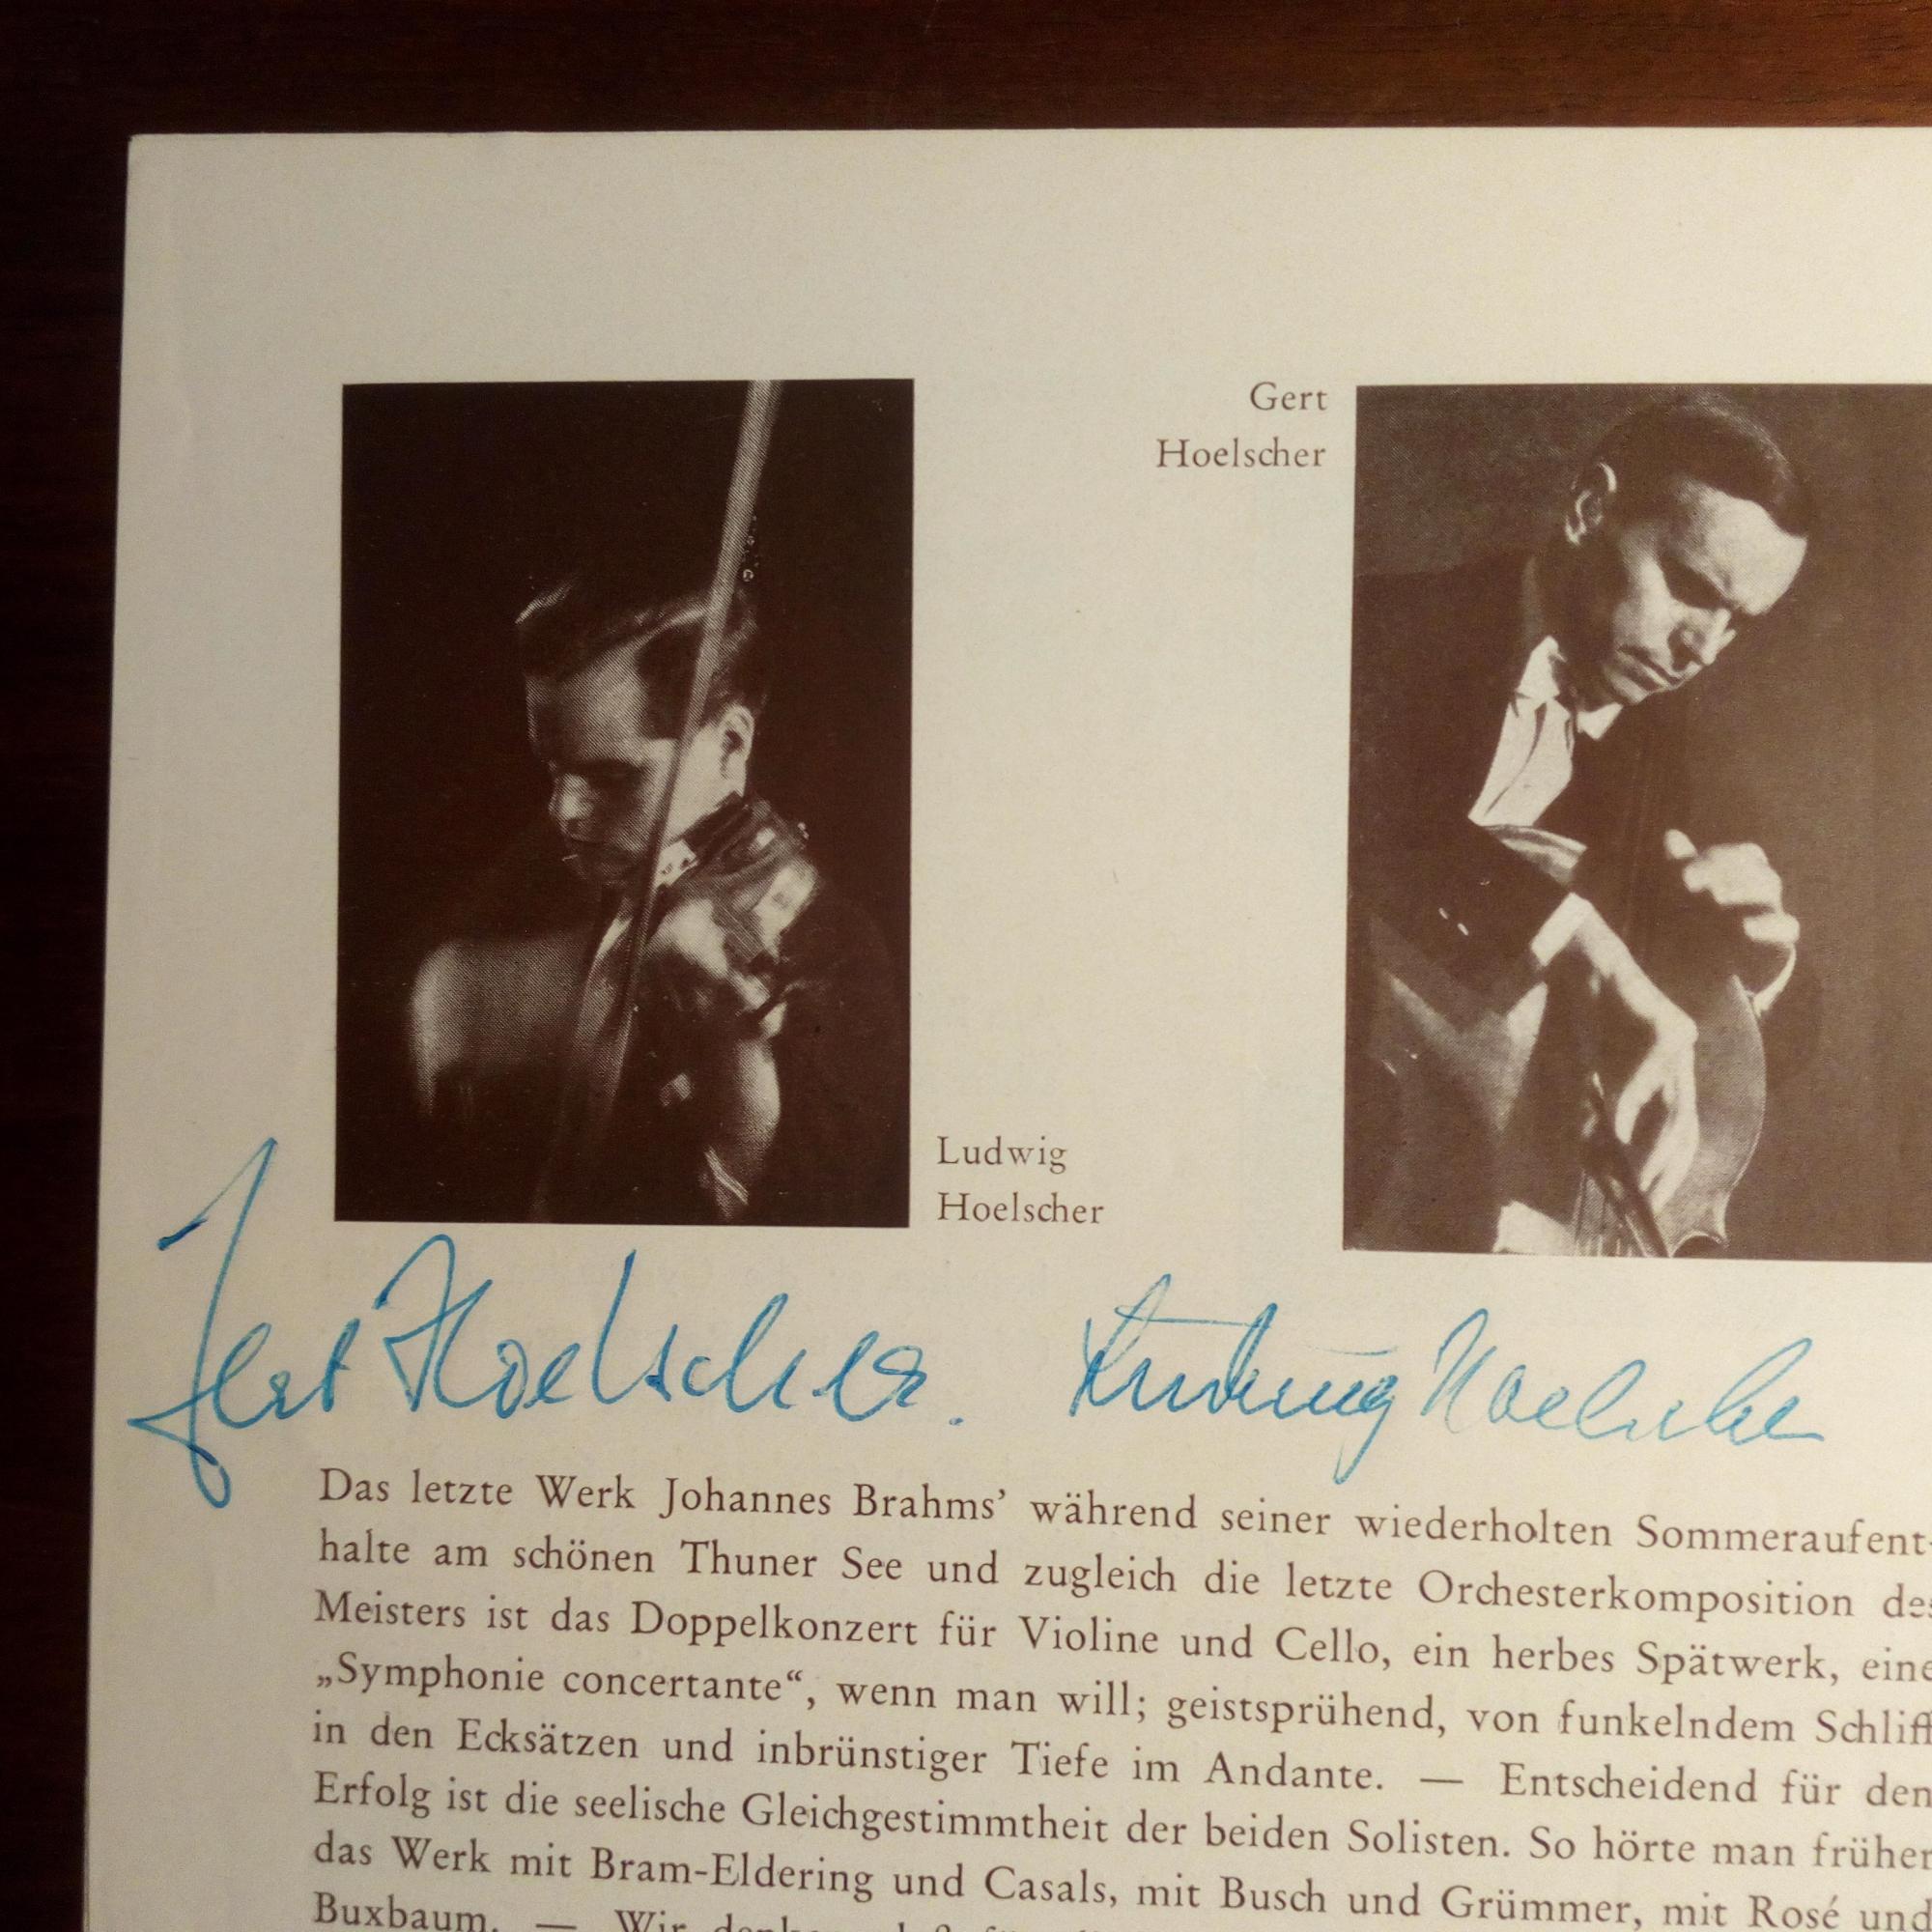 Gert
Hoelscher
Ludwig
Hoelscher
Gert Hoelscher. Ludwig Hoelscher
Das letzte Werk Johannes Brahms’ während seiner wiederholten Sommeraufent-
halte am schönen Thuner See und zugleich die letzte Orchesterkomposition des
Meisters ist das Doppelkonzert für Violine und Cello, ein herbes Spätwerk, eine
„Symphonie concertante“, wenn man will; geistsprühend, von funkelndem Schliff
in den Ecksätzen und inbrünstiger Tiefe im Andante. — Entscheidend für den
Erfolg ist die seelische Gleichgestimmtheit der beiden Solisten. So hörte man früher
das Werk mit Bram-Eldering und Casals, mit Busch und Grümmer, mit Rosé und
Buxbaum. — Wir